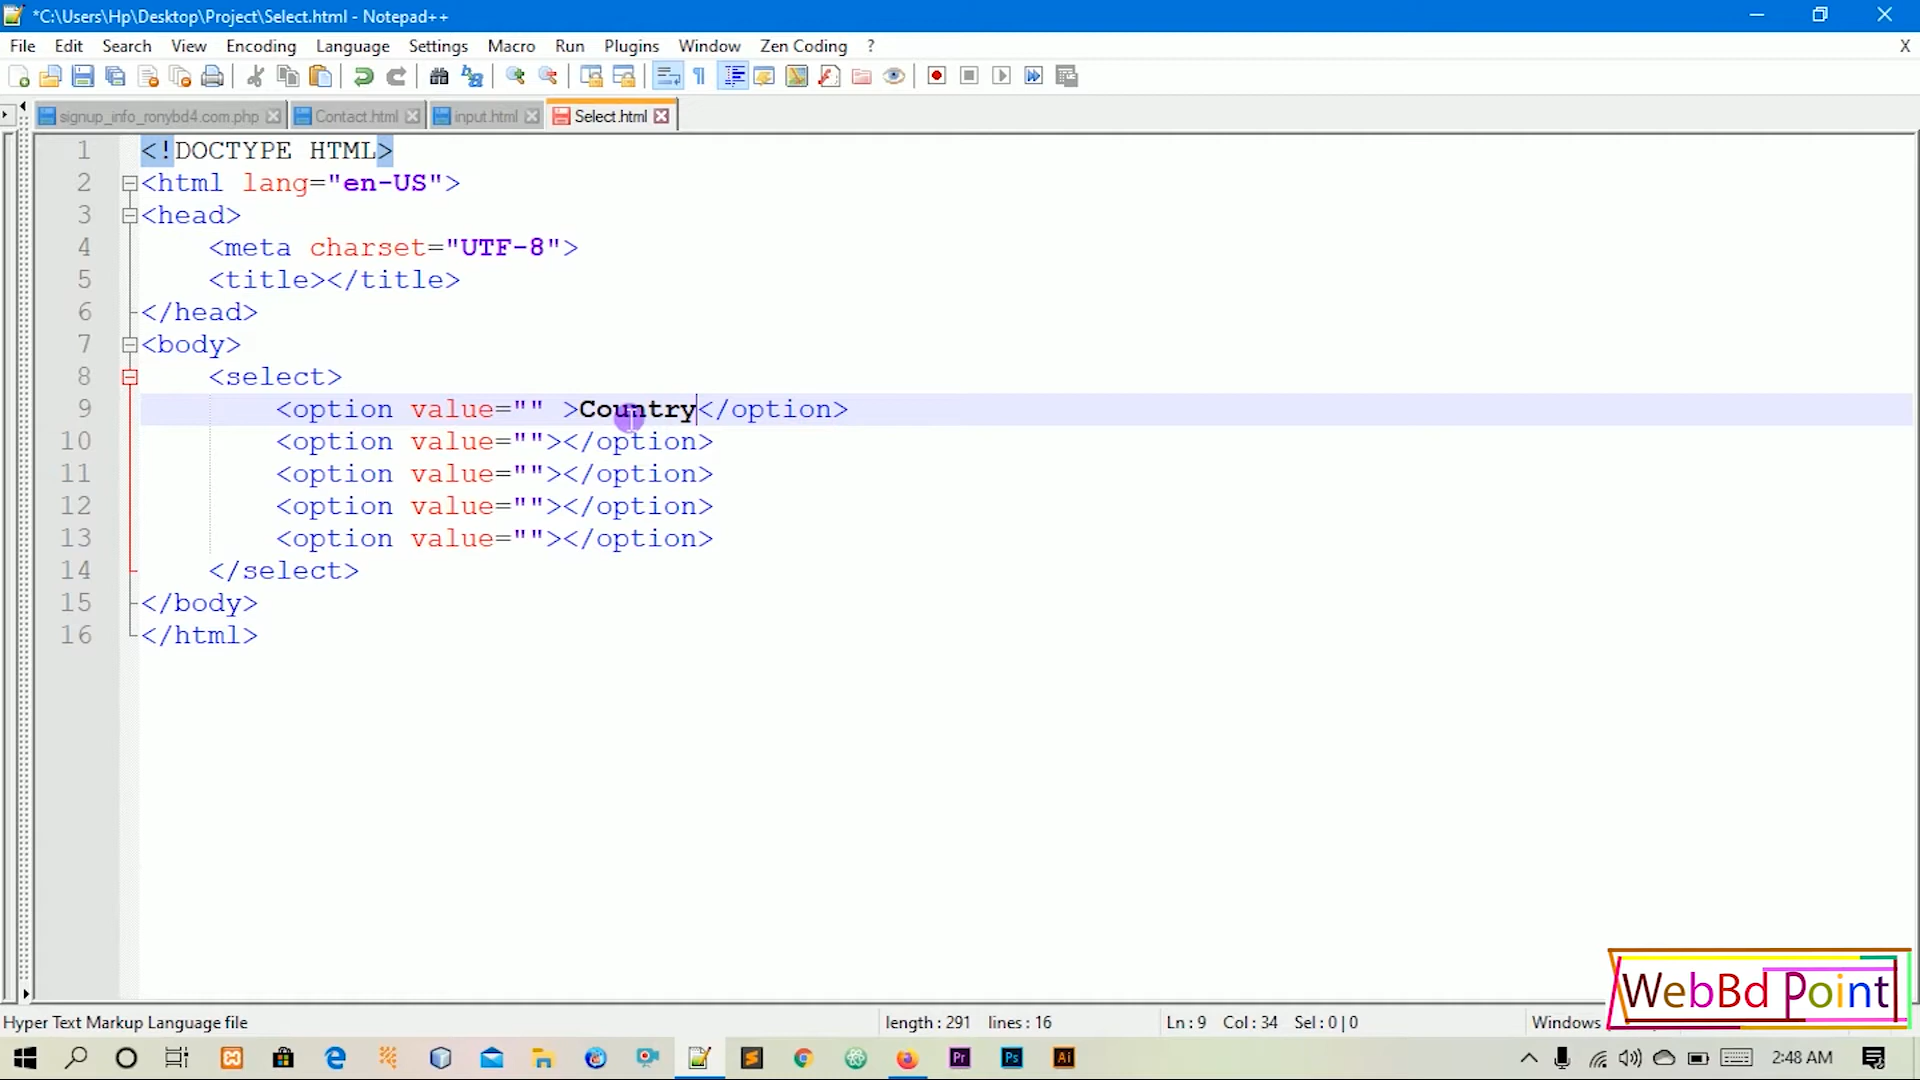 *C:\Users\Hp\Desktop\Project\Select.html - Notepad++
File Edit Search View Encoding Language Settings Macro Run Plugins Window Zen Coding ? X
signup_info_ronybd4.com.php Contact.html input.html Select.html
1 <!DOCTYPE HTML>
2 <html lang="en-US">
3 <head>
4 <meta charset="UTF-8">
5 <title></title>
6 </head>
7 <body>
8 <select>
9 <option value="" >Country</option>
10 <option value=""></option>
11 <option value=""></option>
12 <option value=""></option>
13 <option value=""></option>
14 </select>
15 </body>
16 </html>
WebBd Point
Hyper Text Markup Language file length : 291 lines : 16 Ln : 9 Col : 34 Sel : 0 | 0 Windows
Pr Ps Ai 2:48 AM